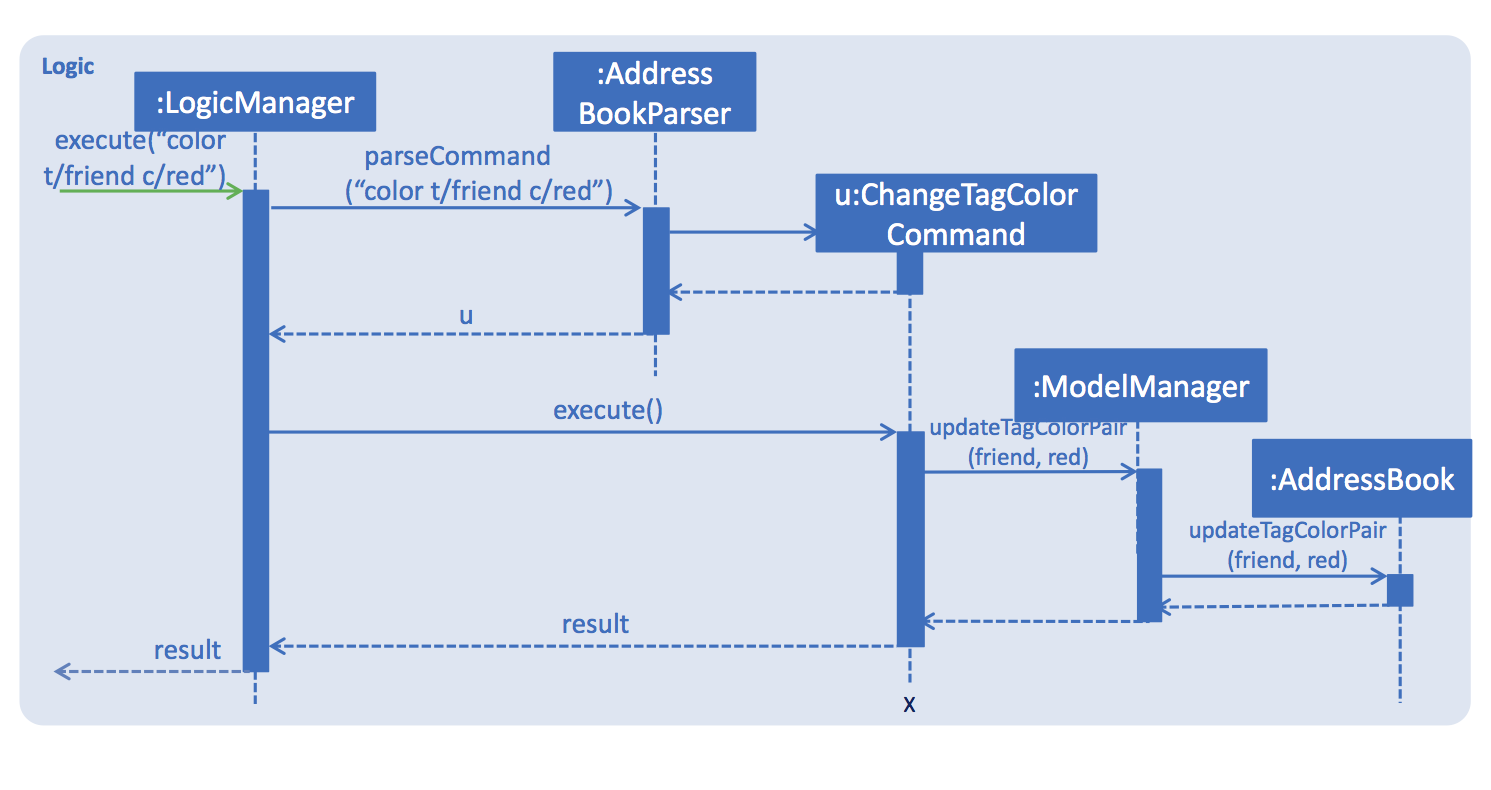 Logic
:LogicManager
:Address
BookParser
execute(“color
t/friend c/red”)
parseCommand
(“color t/friend c/red”)
u:ChangeTagColor
Command
u
:ModelManager
execute()
updateTagColorPair
(friend, red)
:AddressBook
updateTagColorPair
(friend, red)
result
result
x